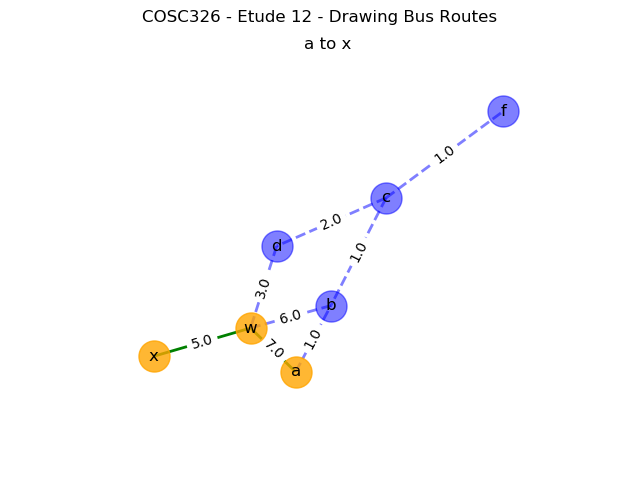 COSC326 - Etude 12 - Drawing Bus Routes
a to x
f
1.0
c
2.0
d
1.0
3.0
b
6.0
w
5.0
7.0
1.0
x
a